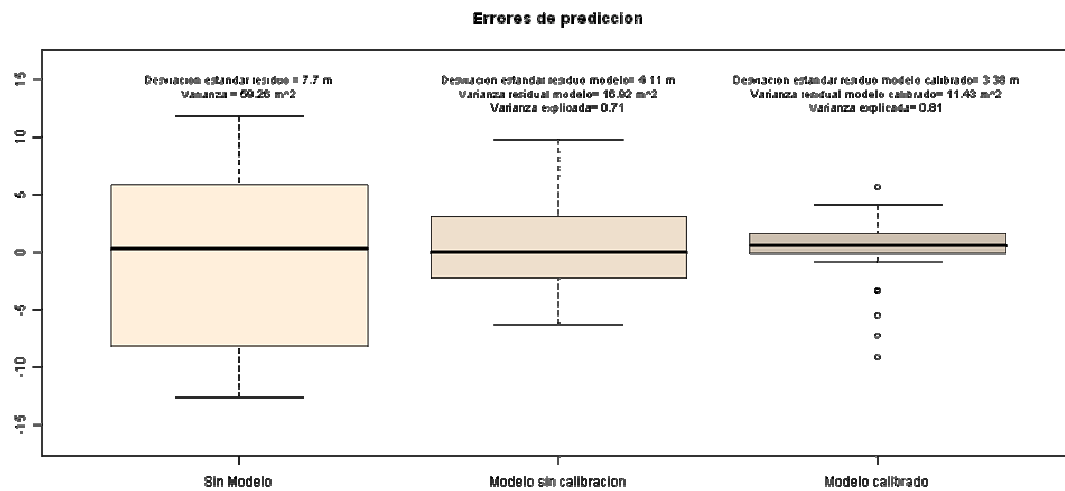 Errores de prediccion
Desviacion estandar residuo = 7.7 m
Varianza = 59.26 m^2
Desviacion estandar residuo modelo= 4.11 m
Varianza residual modelo= 16.92 m^2
Varianza explicada= 0.71
Desviacion estandar residuo modelo calibrado= 3.38 m
Varianza residual modelo calibrado= 11.43 m^2
Varianza explicada= 0.81
15
10
5
0
-5
-10
-15
Sin Modelo
Modelo sin calibracion
Modelo calibrado